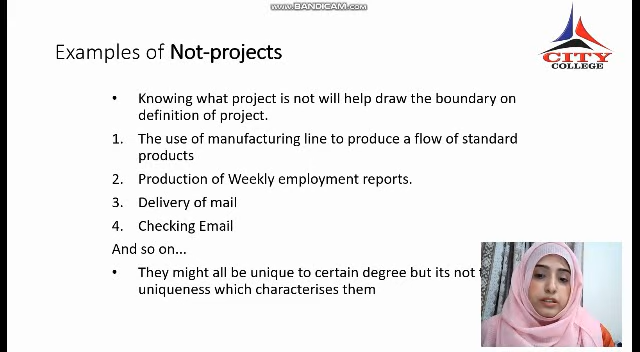 www.BANDICAM.com
Examples of Not-projects
CITY
COLLEGE
• Knowing what project is not will help draw the boundary on
definition of project.
1. The use of manufacturing line to produce a flow of standard
products
2. Production of Weekly employment reports.
3. Delivery of mail
4. Checking Email
And so on...
• They might all be unique to certain degree but its not
uniqueness which characterises them